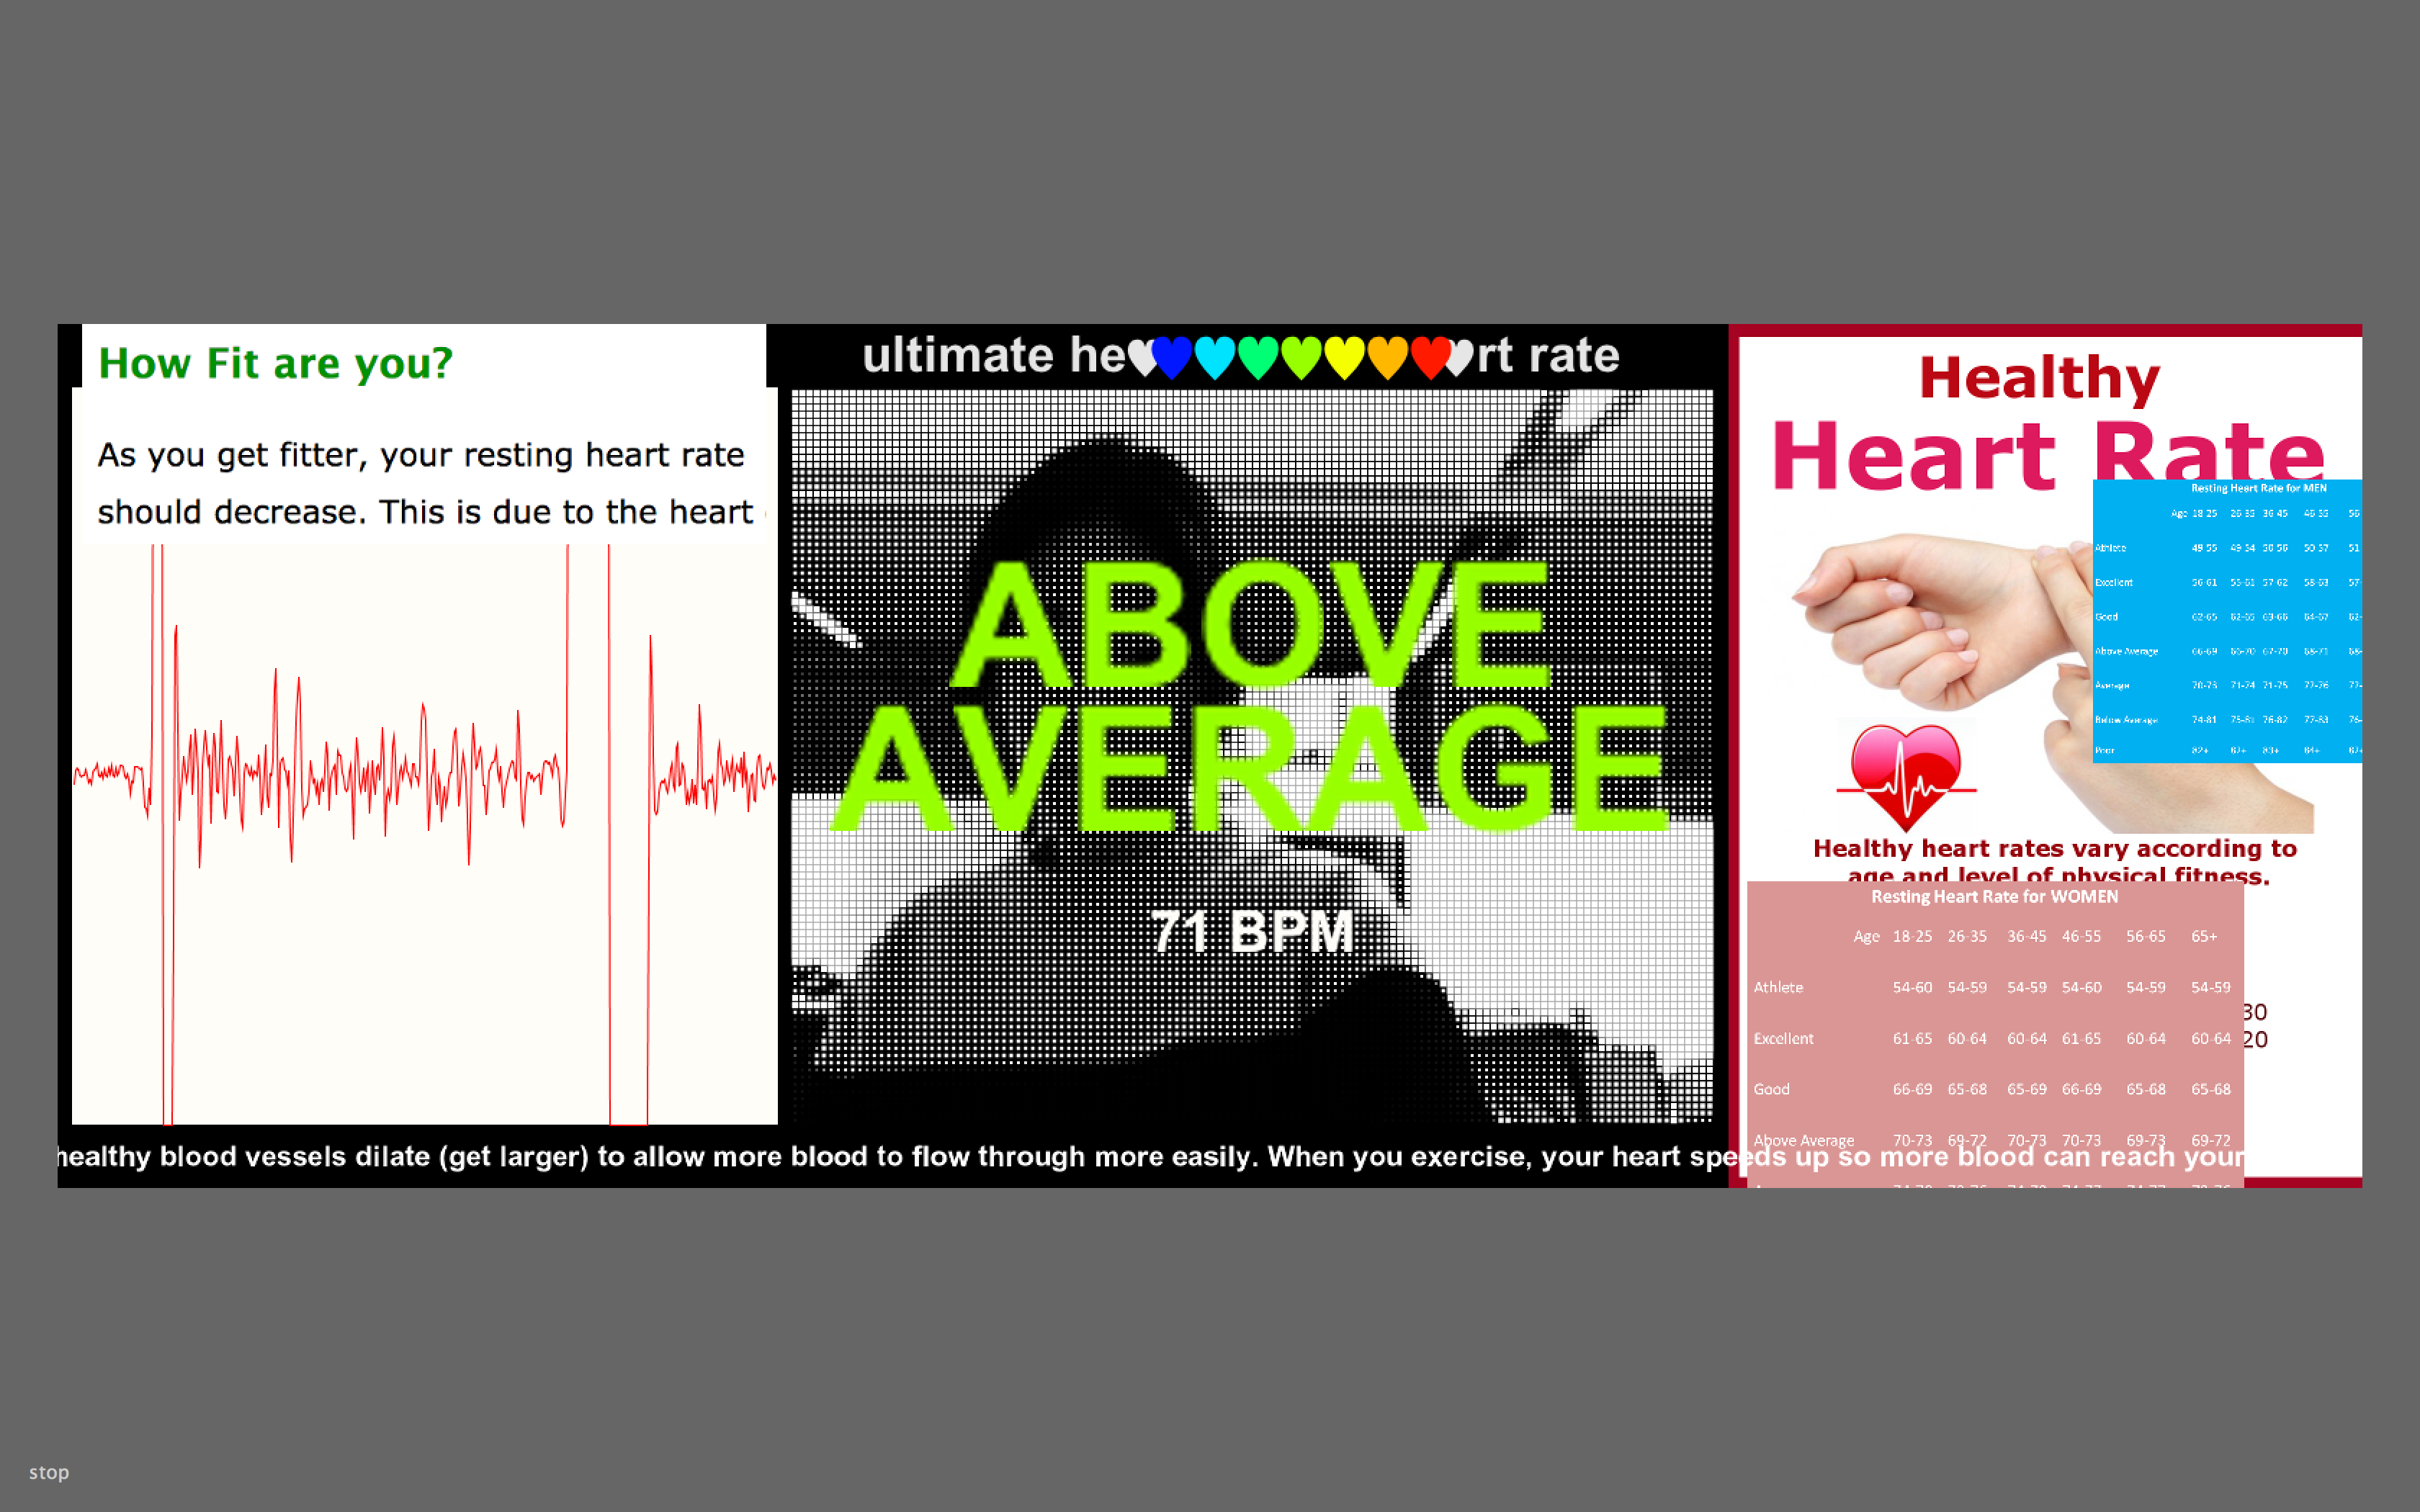 How Fit are you?
As you get fitter, your resting heart rate
should decrease. This is due to the heart
ultimate he rt rate
ABOVE
AVERAGE
71 BPM
Healthy
Heart Rate
Resting Heart Rate for MEN
Age 18-25 26-35 36-45 46-55 56
Athlete 49-55 49-54 50-56 50-57 51
Excellent 56-61 55-61 57-62 58-63 57-
Good 62-65 62-65 63-66 64-67 62-
Above Average 66-69 66-70 67-70 68-71 68-
Average 70-73 71-74 71-75 72-76 72-
Below Average 74-81 75-81 76-82 77-83 76-
Poor 82+ 82+ 83+ 84+ 82+
Healthy heart rates vary according to
age and level of physical fitness.
Resting Heart Rate for WOMEN
Age 18-25 26-35 36-45 46-55 56-65 65+
Athlete 54-60 54-59 54-59 54-60 54-59 54-59
30
Excellent 61-65 60-64 60-64 61-65 60-64 60-64
20
Good 66-69 65-68 65-69 66-69 65-68 65-68
Above Average 70-73 69-72 70-73 70-73 69-73 69-72
healthy blood vessels dilate (get larger) to allow more blood to flow through more easily. When you exercise, your heart speeds up so more blood can reach your
stop